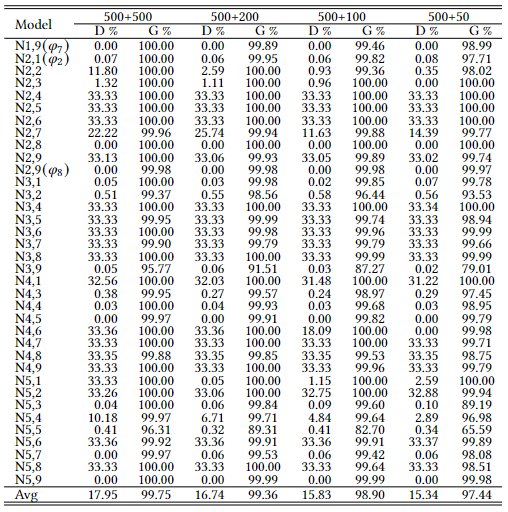 Model 500+500 500+200 500+100 500+50
D % G % D % G % D % G % D % G %
N1,9(φ7) 0.00 100.00 0.00 99.89 0.00 99.46 0.00 98.99
N2,1(φ2) 0.07 100.00 0.06 99.95 0.06 99.82 0.08 97.71
N2,2 11.80 100.00 2.59 100.00 0.93 99.36 0.35 98.02
N2,3 1.32 100.00 1.11 100.00 0.96 100.00 0.00 100.00
N2,4 33.33 100.00 33.33 100.00 33.33 100.00 33.33 100.00
N2,5 33.33 100.00 33.33 100.00 33.33 100.00 33.33 100.00
N2,6 33.33 100.00 33.33 100.00 33.33 100.00 33.33 100.00
N2,7 22.22 99.96 25.74 99.94 11.63 99.88 14.39 99.77
N2,8 0.00 100.00 0.00 100.00 0.00 100.00 0.00 100.00
N2,9 33.13 100.00 33.06 99.93 33.05 99.89 33.02 99.74
N2,9(φ8) 0.00 99.98 0.00 99.98 0.00 99.98 0.00 99.97
N3,1 0.05 100.00 0.03 99.98 0.02 99.85 0.07 99.78
N3,2 0.51 99.37 0.55 98.56 0.58 96.44 0.56 93.53
N3,4 33.33 100.00 33.33 100.00 33.33 100.00 33.34 100.00
N3,5 33.33 99.95 33.33 99.99 33.33 99.74 33.33 98.94
N3,6 33.33 100.00 33.33 99.98 33.33 99.96 33.33 99.99
N3,7 33.33 99.90 33.33 99.79 33.33 99.79 33.33 99.66
N3,8 33.33 100.00 33.33 100.00 33.33 99.99 33.33 99.99
N3,9 0.05 95.77 0.06 91.51 0.03 87.27 0.02 79.01
N4,1 32.56 100.00 32.03 100.00 31.48 100.00 31.22 100.00
N4,3 0.38 99.95 0.27 99.57 0.24 98.97 0.29 97.45
N4,4 0.03 100.00 0.04 99.93 0.03 99.68 0.03 98.95
N4,5 0.00 99.97 0.00 99.91 0.00 99.82 0.00 99.79
N4,6 33.36 100.00 33.36 100.00 18.09 100.00 0.00 99.98
N4,7 33.33 100.00 33.33 100.00 33.33 100.00 33.33 99.71
N4,8 33.35 99.88 33.35 99.85 33.35 99.53 33.35 98.75
N4,9 33.33 100.00 33.33 100.00 33.33 99.96 33.33 99.79
N5,1 33.33 100.00 0.05 100.00 1.15 100.00 2.59 100.00
N5,2 33.26 100.00 33.06 100.00 32.75 100.00 32.88 99.94
N5,3 0.04 100.00 0.06 99.84 0.09 99.60 0.10 89.19
N5,4 10.18 99.97 6.71 99.71 4.84 99.64 2.89 96.98
N5,5 0.41 96.31 0.32 89.31 0.41 82.70 0.34 65.59
N5,6 33.36 99.92 33.36 99.91 33.36 99.91 33.37 99.89
N5,7 0.00 99.97 0.06 99.53 0.06 99.42 0.06 98.08
N5,8 33.33 100.00 33.33 100.00 33.33 99.64 33.33 98.51
N5,9 0.00 100.00 0.00 99.99 0.00 99.99 0.00 99.98
Avg 17.95 99.75 16.74 99.36 15.83 98.90 15.34 97.44